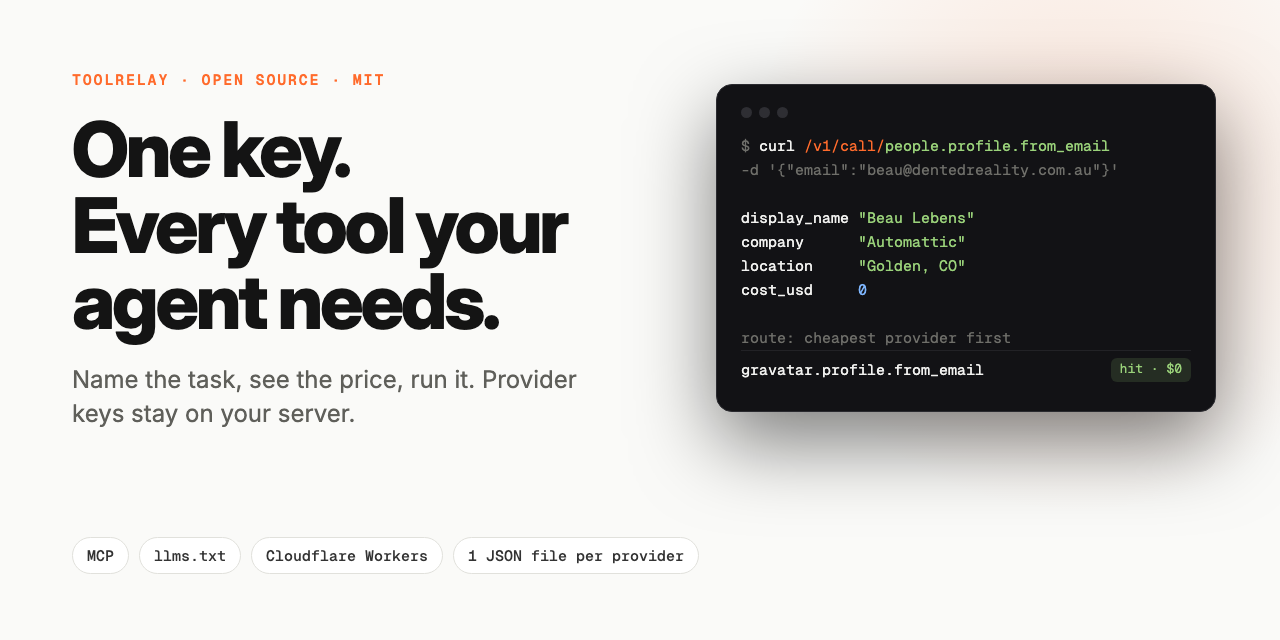 TOOLRELAY · OPEN SOURCE · MIT
One key.
Every tool your
agent needs.
Name the task, see the price, run it. Provider
keys stay on your server.
$ curl /v1/call/people.profile.from_email
-d '{"email":"beau@dentedreality.com.au"}'
display_name "Beau Lebens"
company "Automattic"
location "Golden, CO"
cost_usd 0
route: cheapest provider first
gravatar.profile.from_email hit · $0
MCP llms.txt Cloudflare Workers 1 JSON file per provider